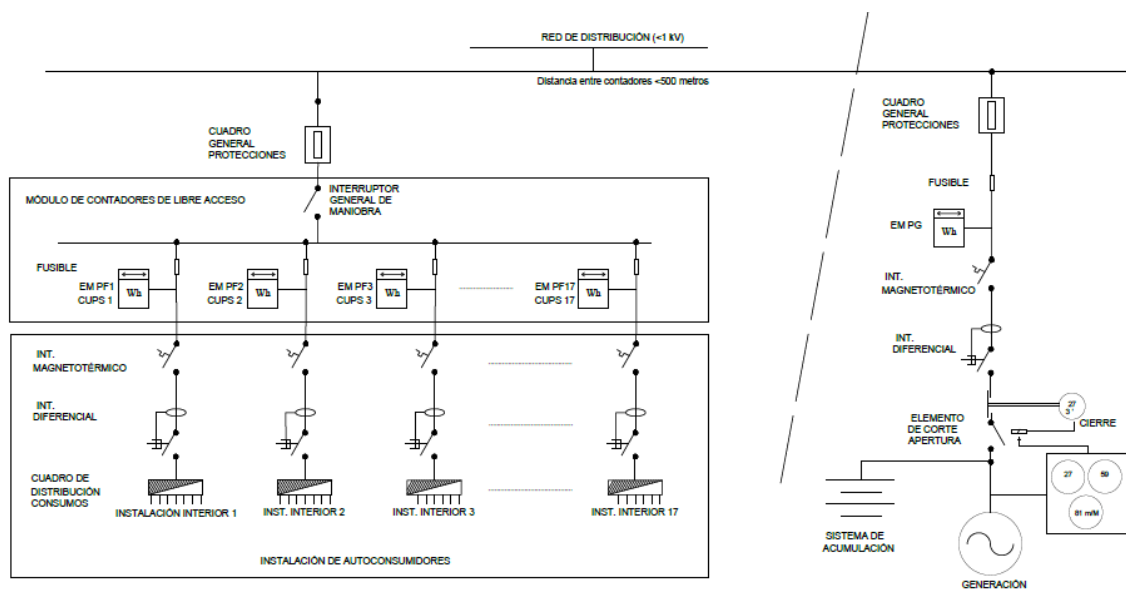 RED DE DISTRIBUCIÓN (<1 kV)
Distancia entre contadores <500 metros
CUADRO
GENERAL
PROTECCIONES
MÓDULO DE CONTADORES DE LIBRE ACCESO
INTERRUPTOR
GENERAL DE
MANIOBRA
FUSIBLE
EM PF1
CUPS 1
Wh
EM PF2
CUPS 2
Wh
EM PF3
CUPS 3
Wh
EM PF17
CUPS 17
Wh
INT.
MAGNETOTÉRMICO
INT.
DIFERENCIAL
CUADRO DE
DISTRIBUCIÓN
CONSUMOS
INSTALACIÓN INTERIOR 1
INST. INTERIOR 2
INST. INTERIOR 3
INST. INTERIOR 17
INSTALACIÓN DE AUTOCONSUMIDORES
CUADRO
GENERAL
PROTECCIONES
FUSIBLE
EM PG
Wh
INT.
MAGNETOTÉRMICO
INT.
DIFERENCIAL
ELEMENTO
DE CORTE
APERTURA
27
3 '
CIERRE
27
59
81 m/M
SISTEMA DE
ACUMULACIÓN
GENERACIÓN